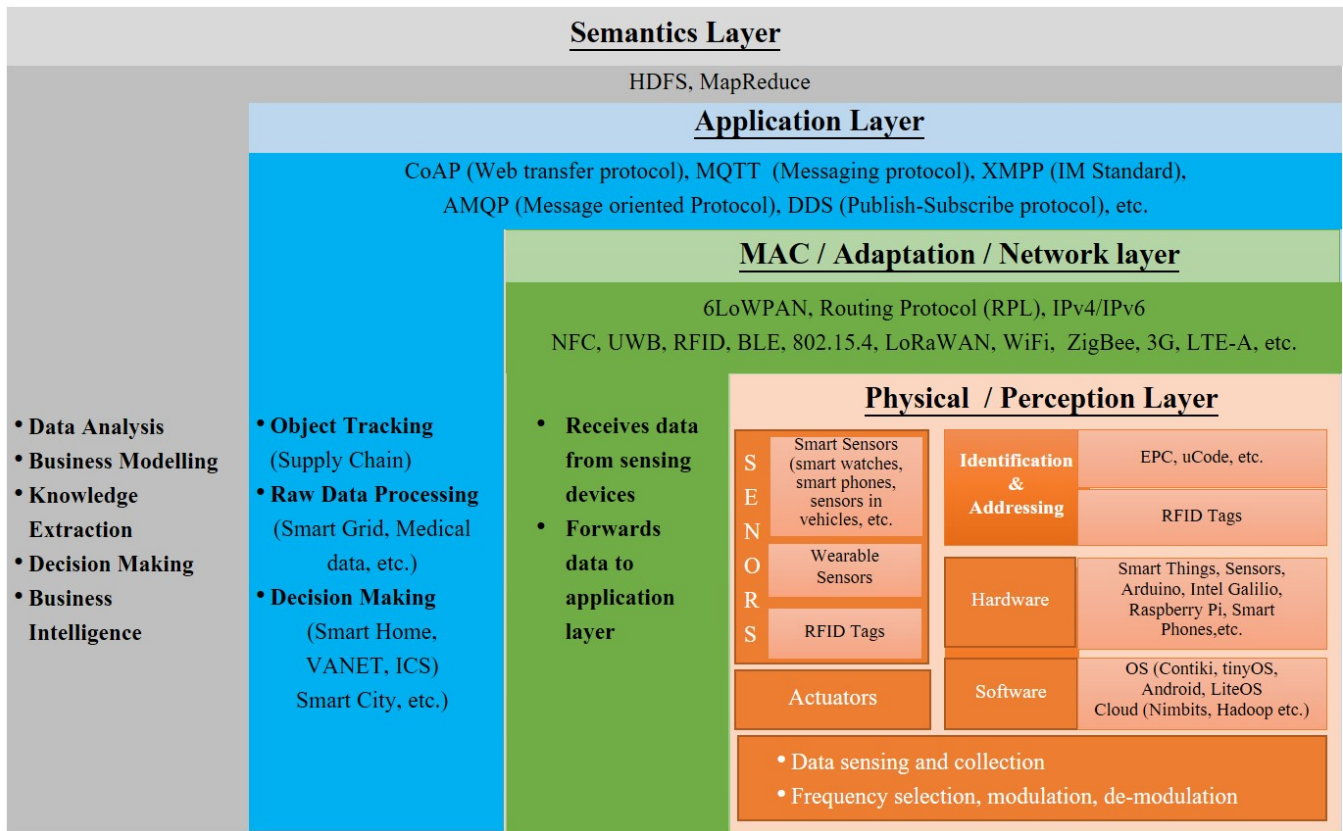 Semantics Layer
HDFS, MapReduce
Application Layer
CoAP (Web transfer protocol), MQTT (Messaging protocol), XMPP (IM Standard),
AMQP (Message oriented Protocol), DDS (Publish-Subscribe protocol), etc.
MAC / Adaptation / Network layer
6LoWPAN, Routing Protocol (RPL), IPv4/IPv6
NFC, UWB, RFID, BLE, 802.15.4, LoRaWAN, WiFi, ZigBee, 3G, LTE-A, etc.
• Data Analysis
• Business Modelling
• Knowledge
Extraction
• Decision Making
• Business
Intelligence
• Object Tracking
(Supply Chain)
• Raw Data Processing
(Smart Grid, Medical
data, etc.)
• Decision Making
(Smart Home,
VANET, ICS)
Smart City, etc.)
• Receives data
from sensing
devices
• Forwards
data to
application
layer
Physical / Perception Layer
S
E
N
O
R
S
Smart Sensors
(smart watches,
smart phones,
sensors in
vehicles, etc.
Wearable
Sensors
RFID Tags
Actuators
Identification
&
Addressing
EPC, uCode, etc.
RFID Tags
Hardware
Smart Things, Sensors,
Arduino, Intel Galilio,
Raspberry Pi, Smart
Phones,etc.
Software
OS (Contiki, tinyOS,
Android, LiteOS
Cloud (Nimbits, Hadoop etc.)
• Data sensing and collection
• Frequency selection, modulation, de-modulation